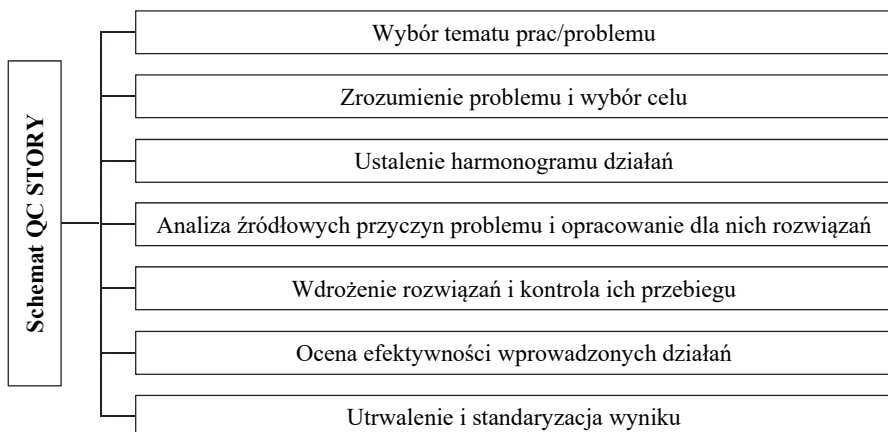 Schemat QC STORY
Wybór tematu prac/problemu
Zrozumienie problemu i wybór celu
Ustalenie harmonogramu działań
Analiza źródłowych przyczyn problemu i opracowanie dla nich rozwiązań
Wdrożenie rozwiązań i kontrola ich przebiegu
Ocena efektywności wprowadzonych działań
Utrwalenie i standaryzacja wyniku